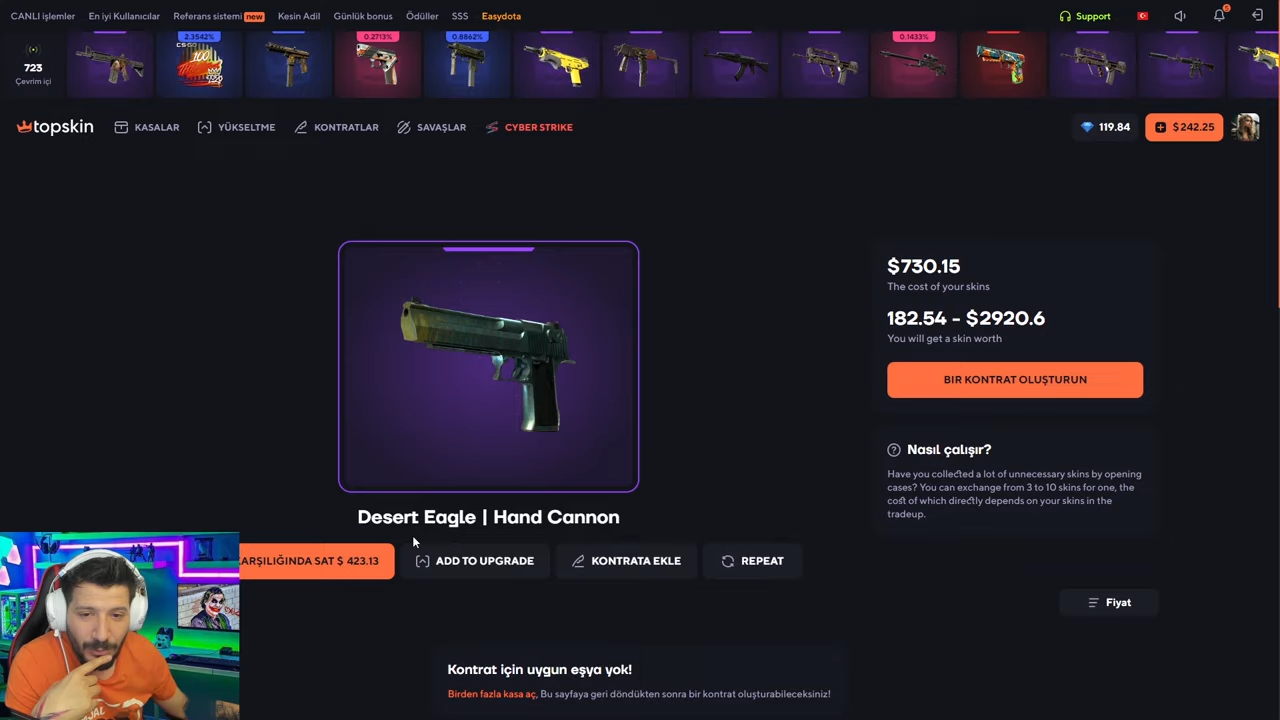 CANLI işlemler
En iyi Kullanıcılar
Referans sistemi new
Kesin Adil
Günlük bonus
Ödüller
SSS
Easydota
Support
5
723
Çevrim içi
2.3542%
0.2713%
0.8862%
0.1433%
topskin
KASALAR
YÜKSELTME
KONTRATLAR
SAVAŞLAR
CYBER STRIKE
119.84
$ 242.25
$730.15
The cost of your skins
182.54 - $2920.6
You will get a skin worth
BIR KONTRAT OLUŞTURUN
Nasıl çalışır?
Have you collected a lot of unnecessary skins by opening
cases? You can exchange from 3 to 10 skins for one, the
cost of which directly depends on your skins in the
tradeup.
Desert Eagle | Hand Cannon
KARŞILIĞINDA SAT $ 423.13
ADD TO UPGRADE
KONTRATA EKLE
REPEAT
Fiyat
Kontrat için uygun eşya yok!
Birden fazla kasa aç, Bu sayfaya geri döndükten sonra bir kontrat oluşturabileceksiniz!